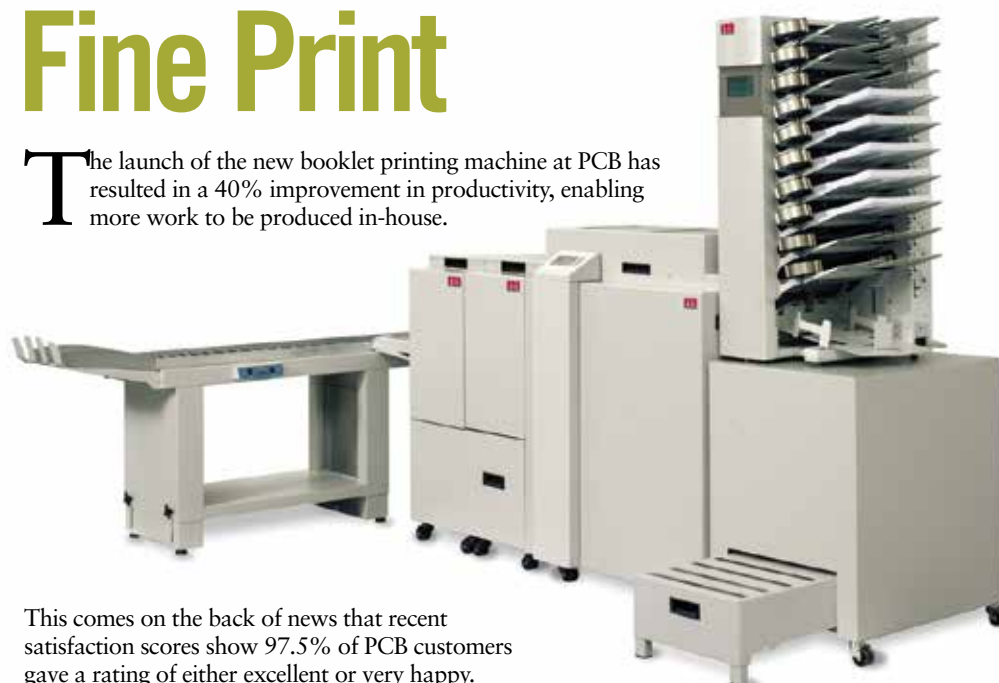 Fine Print
The launch of the new booklet printing machine at PCB has
resulted in a 40% improvement in productivity, enabling
more work to be produced in-house.
This comes on the back of news that recent
satisfaction scores show 97.5% of PCB customers
gave a rating of either excellent or very happy.